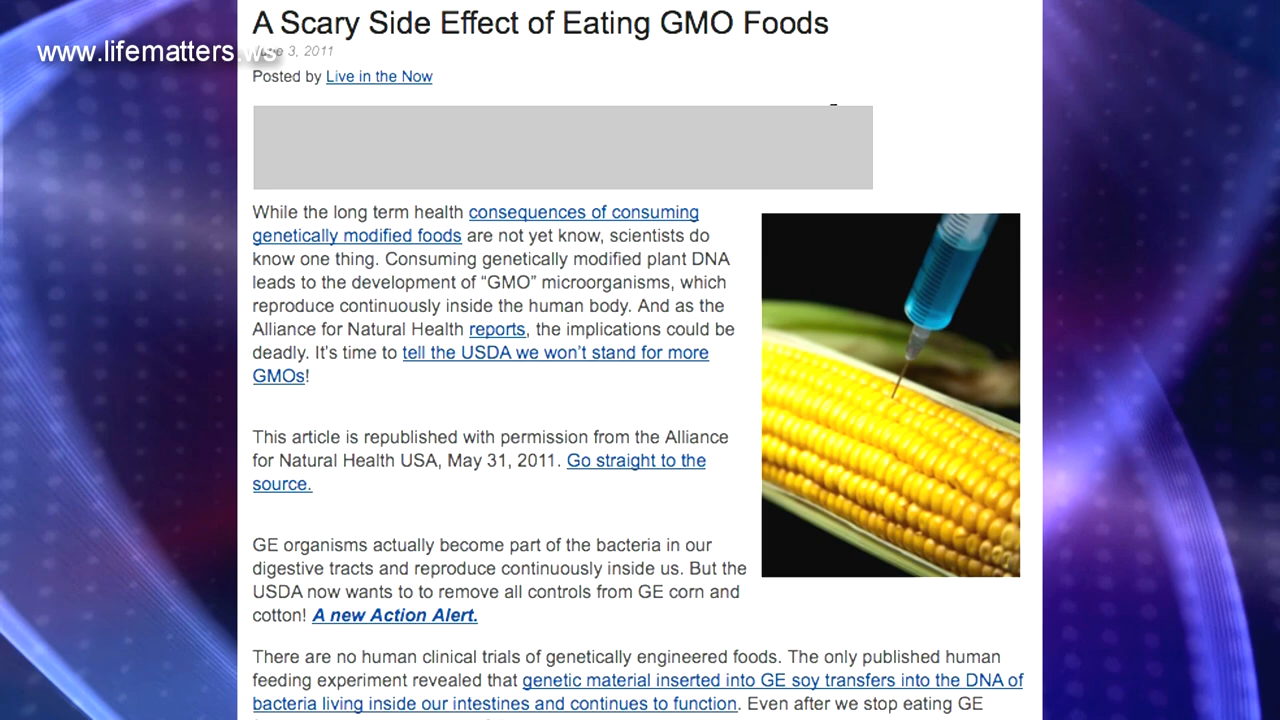 A Scary Side Effect of Eating GMO Foods
www.lifematters.ws
3, 2011
Posted by Live in the Now
While the long term health consequences of consuming
genetically modified foods are not yet know, scientists do
know one thing. Consuming genetically modified plant DNA
leads to the development of “GMO” microorganisms, which
reproduce continuously inside the human body. And as the
Alliance for Natural Health reports, the implications could be
deadly. It’s time to tell the USDA we won’t stand for more
GMOs!
This article is republished with permission from the Alliance
for Natural Health USA, May 31, 2011. Go straight to the
source.
GE organisms actually become part of the bacteria in our
digestive tracts and reproduce continuously inside us. But the
USDA now wants to to remove all controls from GE corn and
cotton! A new Action Alert.
There are no human clinical trials of genetically engineered foods. The only published human
feeding experiment revealed that genetic material inserted into GE soy transfers into the DNA of
bacteria living inside our intestines and continues to function. Even after we stop eating GE